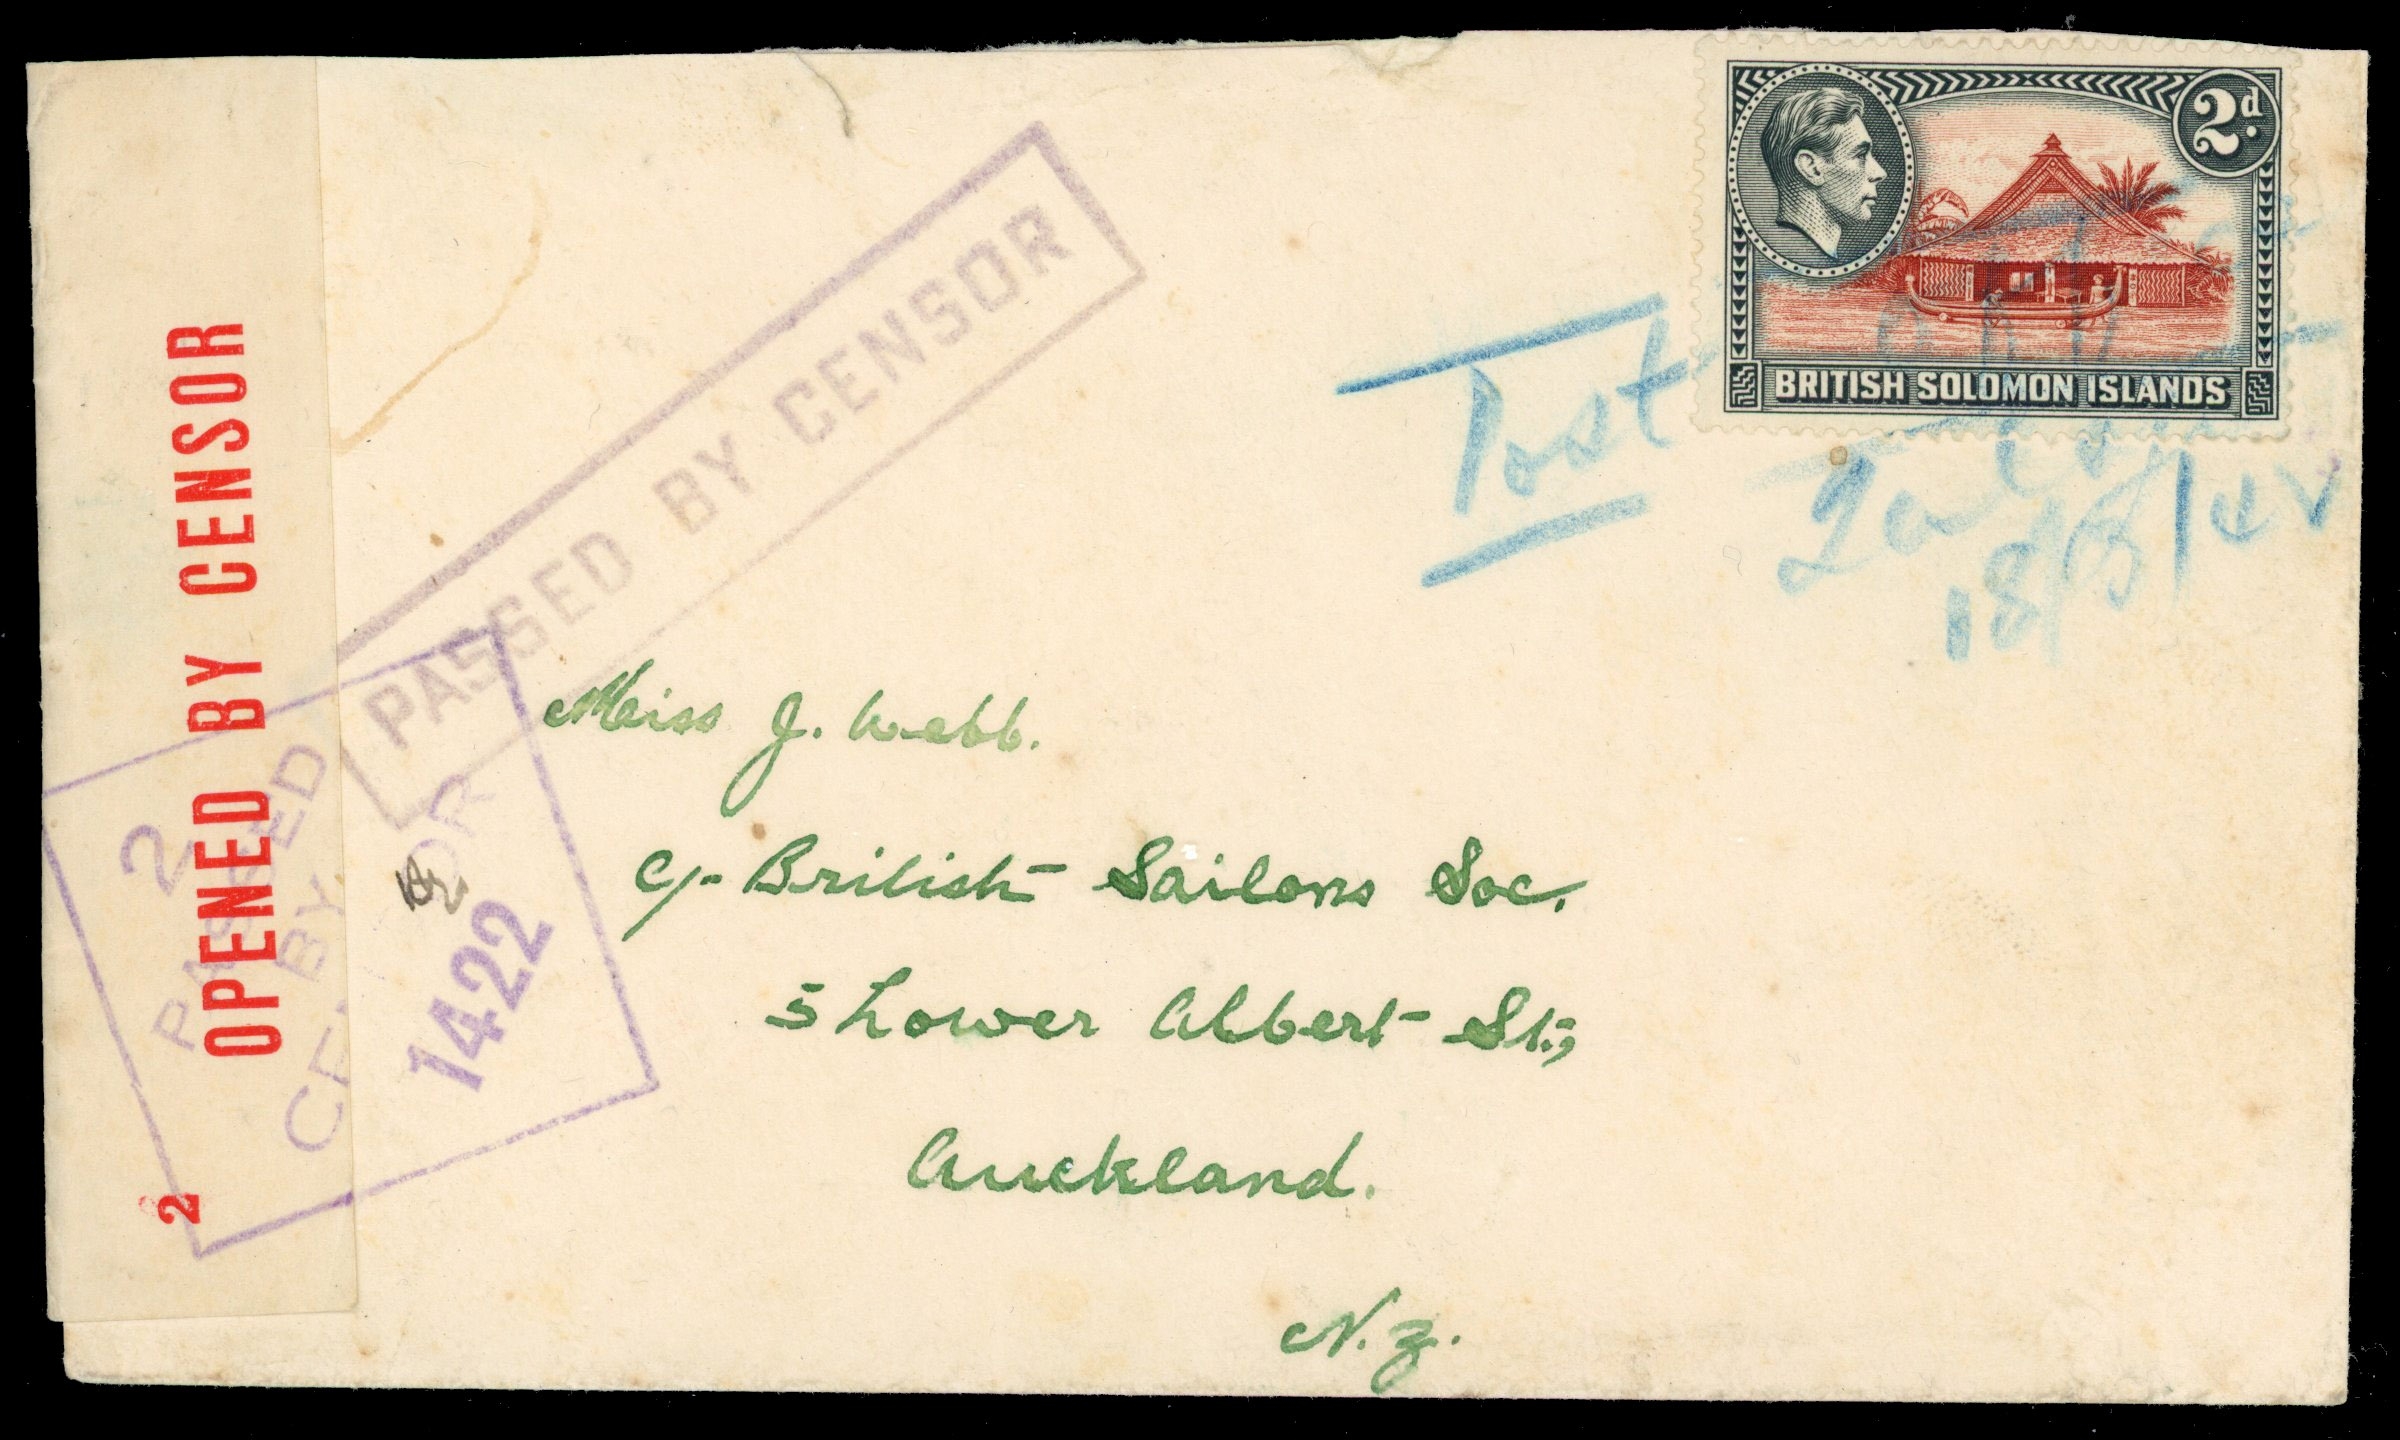 2d.
BRITISH SOLOMON ISLANDS
Post
OPENED BY CENSOR
2
PASSED BY CENSOR
2
PASSED
BY
CENSOR
1422
Miss J. Webb.
C/- British Sailors Soc.
5 Lower Albert St.,
Auckland.
N.Z.